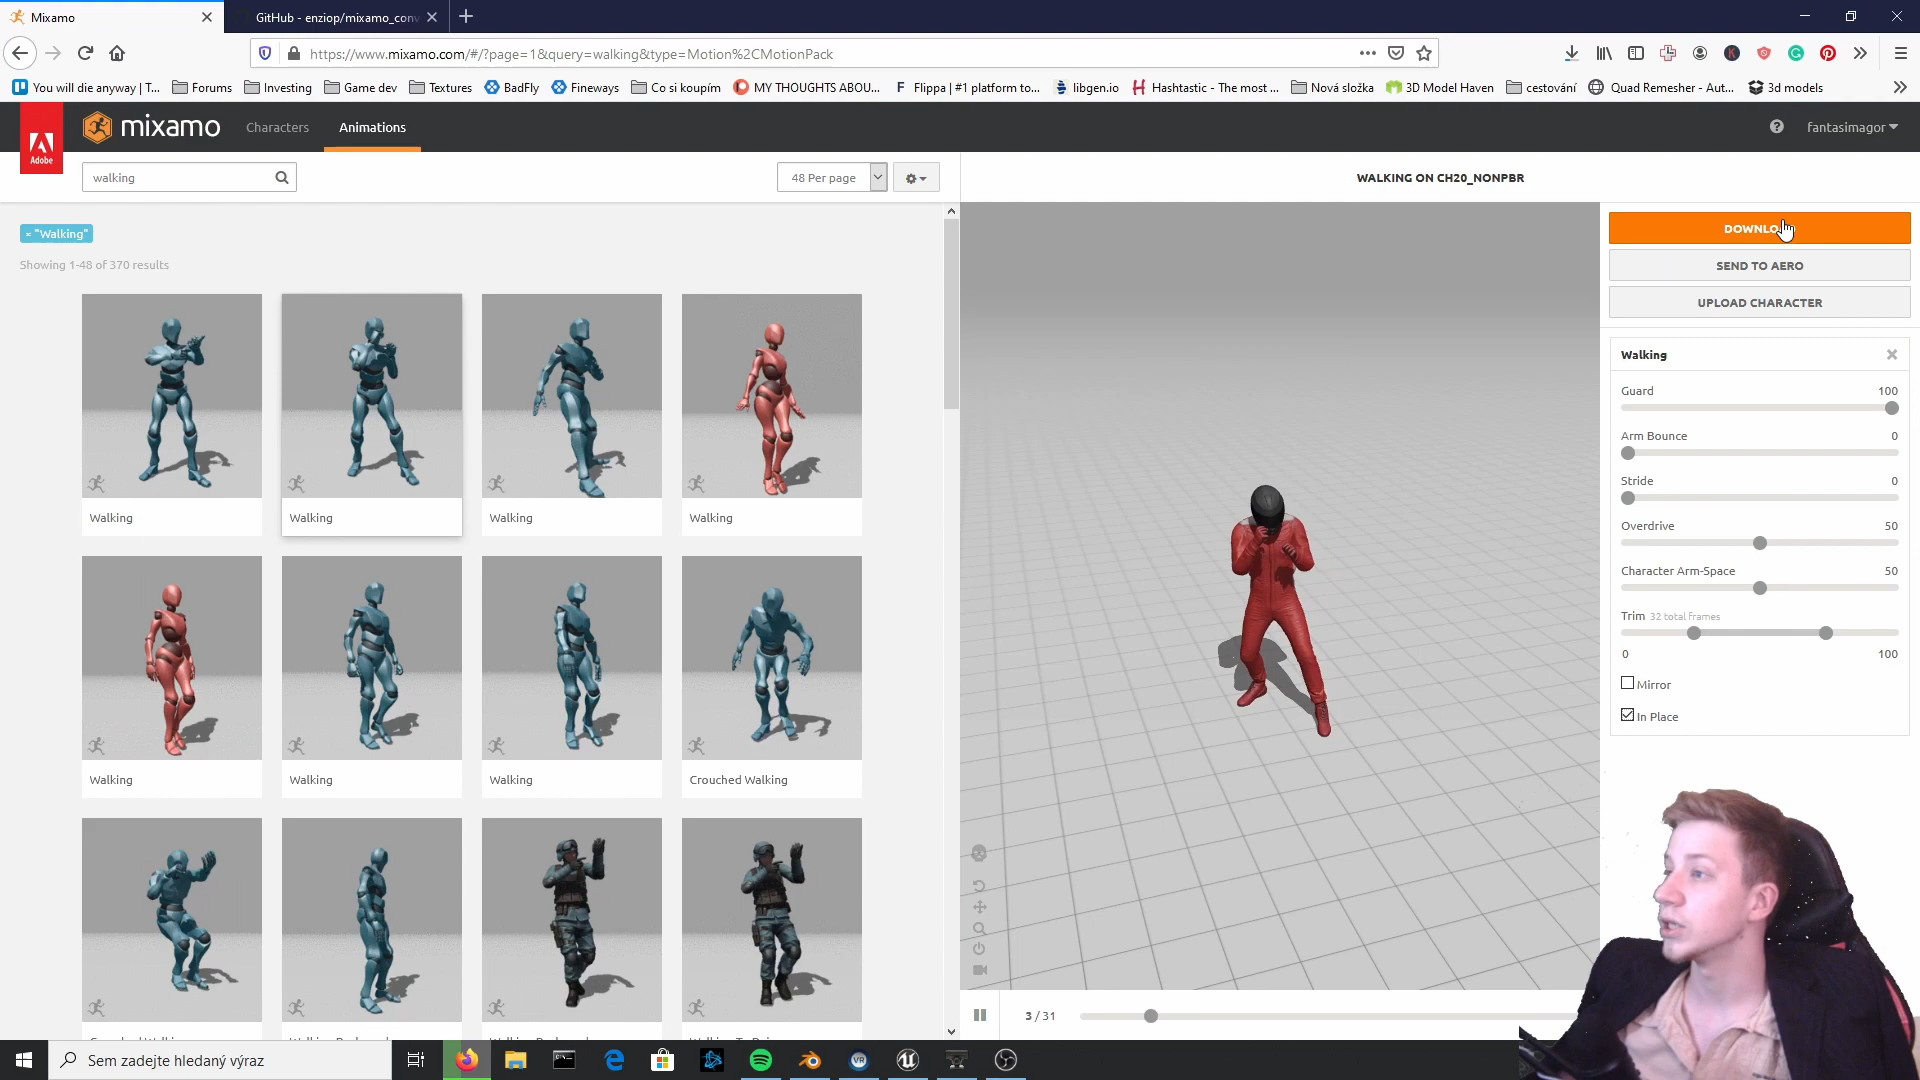 Mixamo
GitHub - enziop/mixamo_conv
https://www.mixamo.com/#/?page=1&query=walking&type=Motion%2CMotionPack
You will die anyway | T...
Forums
Investing
Game dev
Textures
BadFly
Fineways
Co si koupím
MY THOUGHTS ABOU...
Flippa | #1 platform to...
libgen.io
Hashtastic - The most ...
Nová složka
3D Model Haven
cestování
Quad Remesher - Aut...
3d models
Adobe
mixamo
Characters
Animations
fantasimagor
walking
48 Per page
WALKING ON CH20_NONPBR
× "Walking"
Showing 1-48 of 370 results
DOWNLO
SEND TO AERO
UPLOAD CHARACTER
Walking
Guard 100
Arm Bounce 0
Stride 0
Overdrive 50
Character Arm-Space 50
Trim 32 total frames
0 100
Mirror
In Place
Walking
Walking
Walking
Walking
Walking
Walking
Walking
Crouched Walking
3 / 31
Sem zadejte hledaný výraz